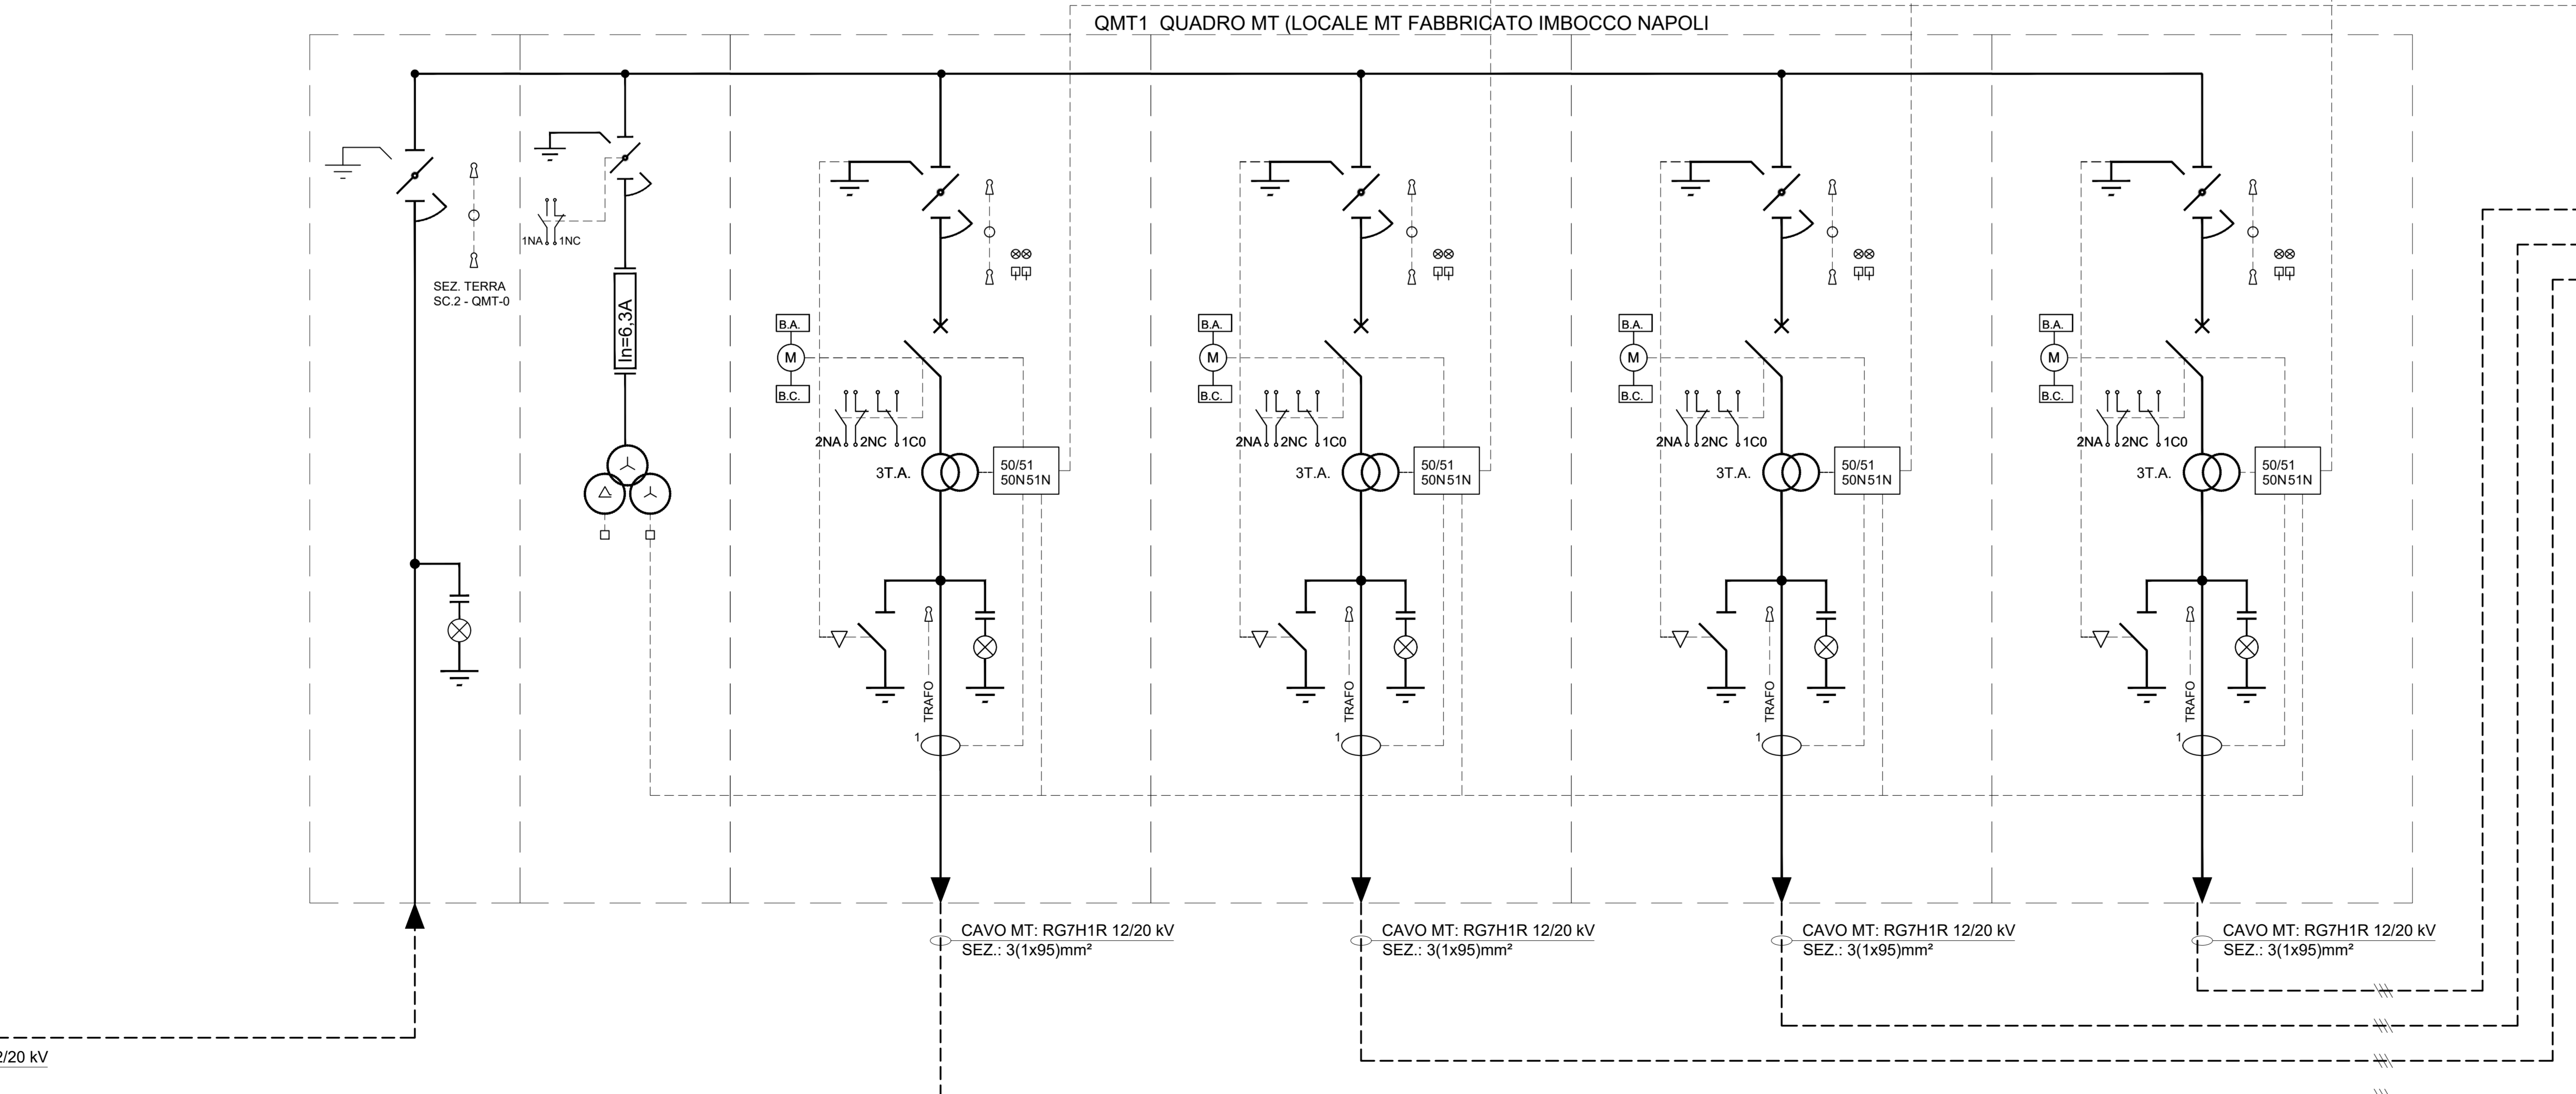 QMT1 QUADRO MT (LOCALE MT FABBRICATO IMBOCCO NAPOLI
SEZ. TERRA
SC.2 - QMT-0
1NA 1NC
In=6,3A
B.A.
M
B.C.
2NA 2NC 1C0
3T.A.
50/51
50N51N
TRAFO
1
CAVO MT: RG7H1R 12/20 kV
SEZ.: 3(1x95)mm²
B.A.
M
B.C.
2NA 2NC 1C0
3T.A.
50/51
50N51N
TRAFO
1
CAVO MT: RG7H1R 12/20 kV
SEZ.: 3(1x95)mm²
B.A.
M
B.C.
2NA 2NC 1C0
3T.A.
50/51
50N51N
TRAFO
1
CAVO MT: RG7H1R 12/20 kV
SEZ.: 3(1x95)mm²
B.A.
M
B.C.
2NA 2NC 1C0
3T.A.
50/51
50N51N
TRAFO
1
CAVO MT: RG7H1R 12/20 kV
SEZ.: 3(1x95)mm²
/20 kV